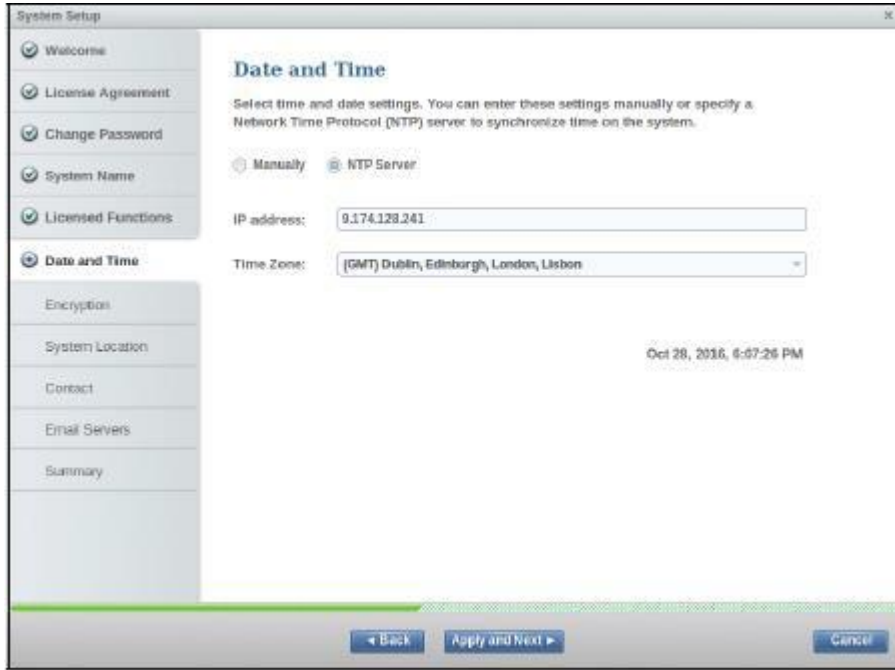 System Setup
Welcome
License Agreement
Change Password
System Name
Licensed Functions
Date and Time
Encryption
System Location
Contact
Email Servers
Summary
Date and Time
Select time and date settings. You can enter these settings manually or specify a
Network Time Protocol (NTP) server to synchronize time on the system.
Manually NTP Server
IP address: 9.174.128.241
Time Zone: (GMT) Dublin, Edinburgh, London, Lisbon
Oct 28, 2016, 6:07:26 PM
Back Apply and Next Cancel